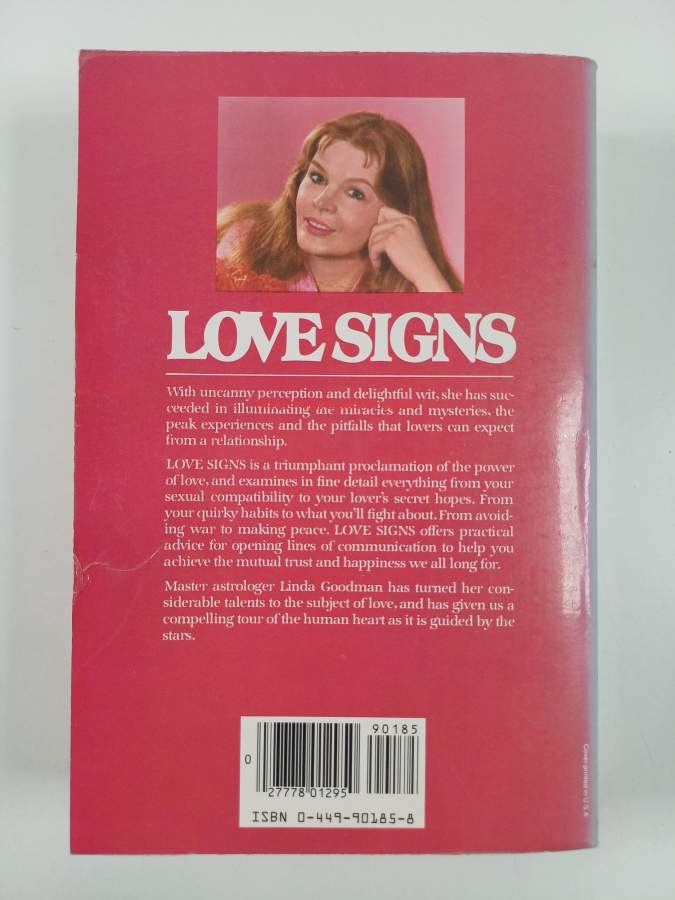 LOVE SIGNS
With uncanny perception and delightful wit, she has suc-
ceeded in illuminating the miracles and mysteries, the
peak experiences and the pitfalls that lovers can expect
from a relationship.
LOVE SIGNS is a triumphant proclamation of the power
of love, and examines in fine detail everything from your
sexual compatibility to your lover's secret hopes. From
your quirky habits to what you'll fight about. From avoid-
ing war to making peace. LOVE SIGNS offers practical
advice for opening lines of communication to help you
achieve the mutual trust and happiness we all long for.
Master astrologer Linda Goodman has turned her con-
siderable talents to the subject of love, and has given us a
compelling tour of the human heart as it is guided by the
stars.
90185
0
27778 01295
ISBN 0-449-90185-8
Cover printed in U.S.A.